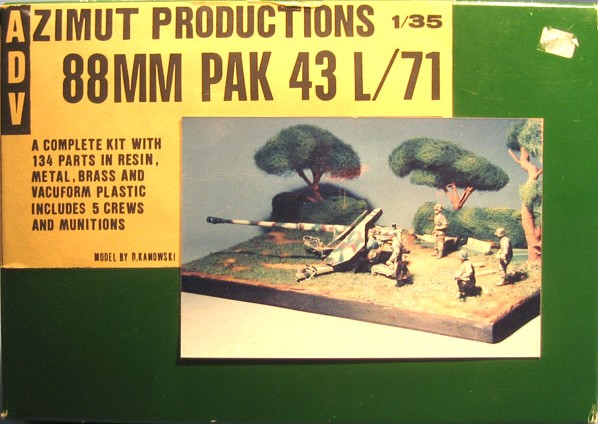 ADV
AZIMUT PRODUCTIONS 1/35
88MM PAK 43 L/71
A COMPLETE KIT WITH
134 PARTS IN RESIN,
METAL, BRASS AND
VACUFORM PLASTIC
INCLUDES 5 CREWS
AND MUNITIONS
MODEL BY D.KANOWSKI